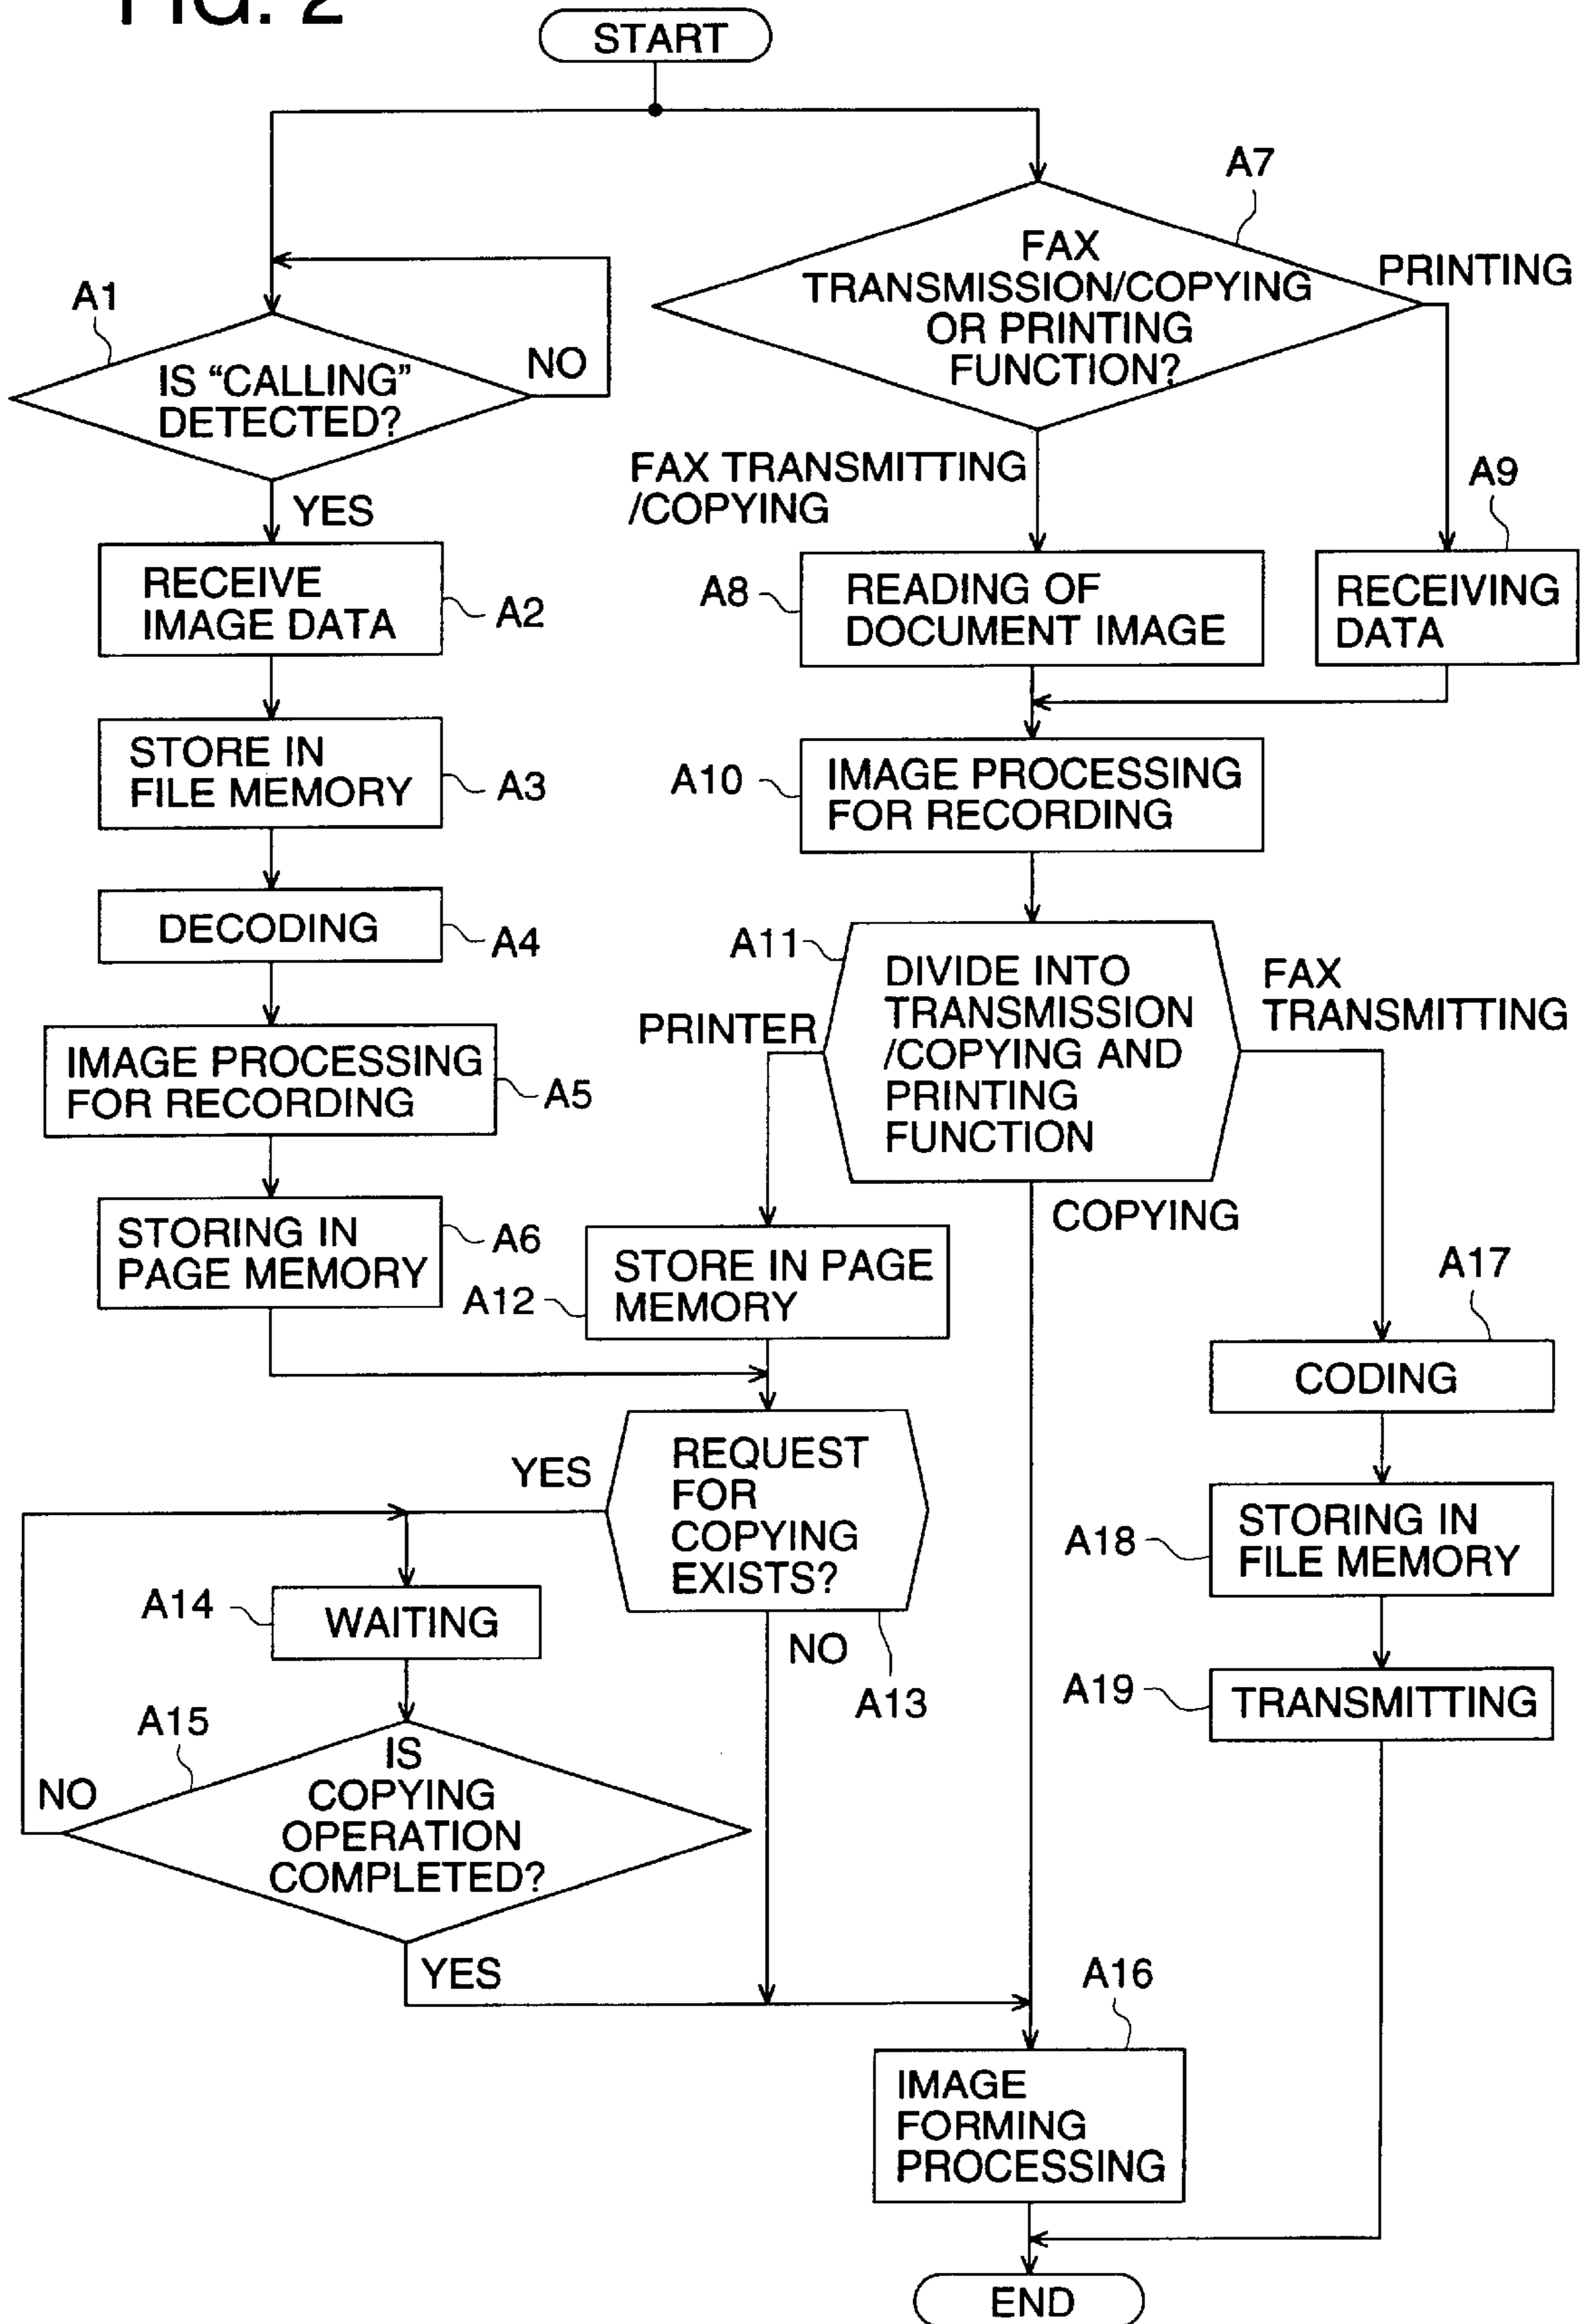 FIG. 2
START
A7
FAX
TRANSMISSION/COPYING
OR PRINTING
FUNCTION?
PRINTING
A1
IS “CALLING”
DETECTED?
NO
YES
FAX TRANSMITTING
/COPYING
A9
RECEIVE
IMAGE DATA
A2
A8
READING OF
DOCUMENT IMAGE
RECEIVING
DATA
STORE IN
FILE MEMORY
A3
A10
IMAGE PROCESSING
FOR RECORDING
DECODING
A4
A11
DIVIDE INTO
TRANSMISSION
/COPYING AND
PRINTING
FUNCTION
PRINTER
FAX
TRANSMITTING
IMAGE PROCESSING
FOR RECORDING
A5
COPYING
STORING IN
PAGE MEMORY
A6
A12
STORE IN PAGE
MEMORY
A17
CODING
YES
REQUEST
FOR
COPYING
EXISTS?
A18
STORING IN
FILE MEMORY
A14
WAITING
NO
A13
A19
TRANSMITTING
A15
IS
COPYING
OPERATION
COMPLETED?
NO
YES
A16
IMAGE
FORMING
PROCESSING
END